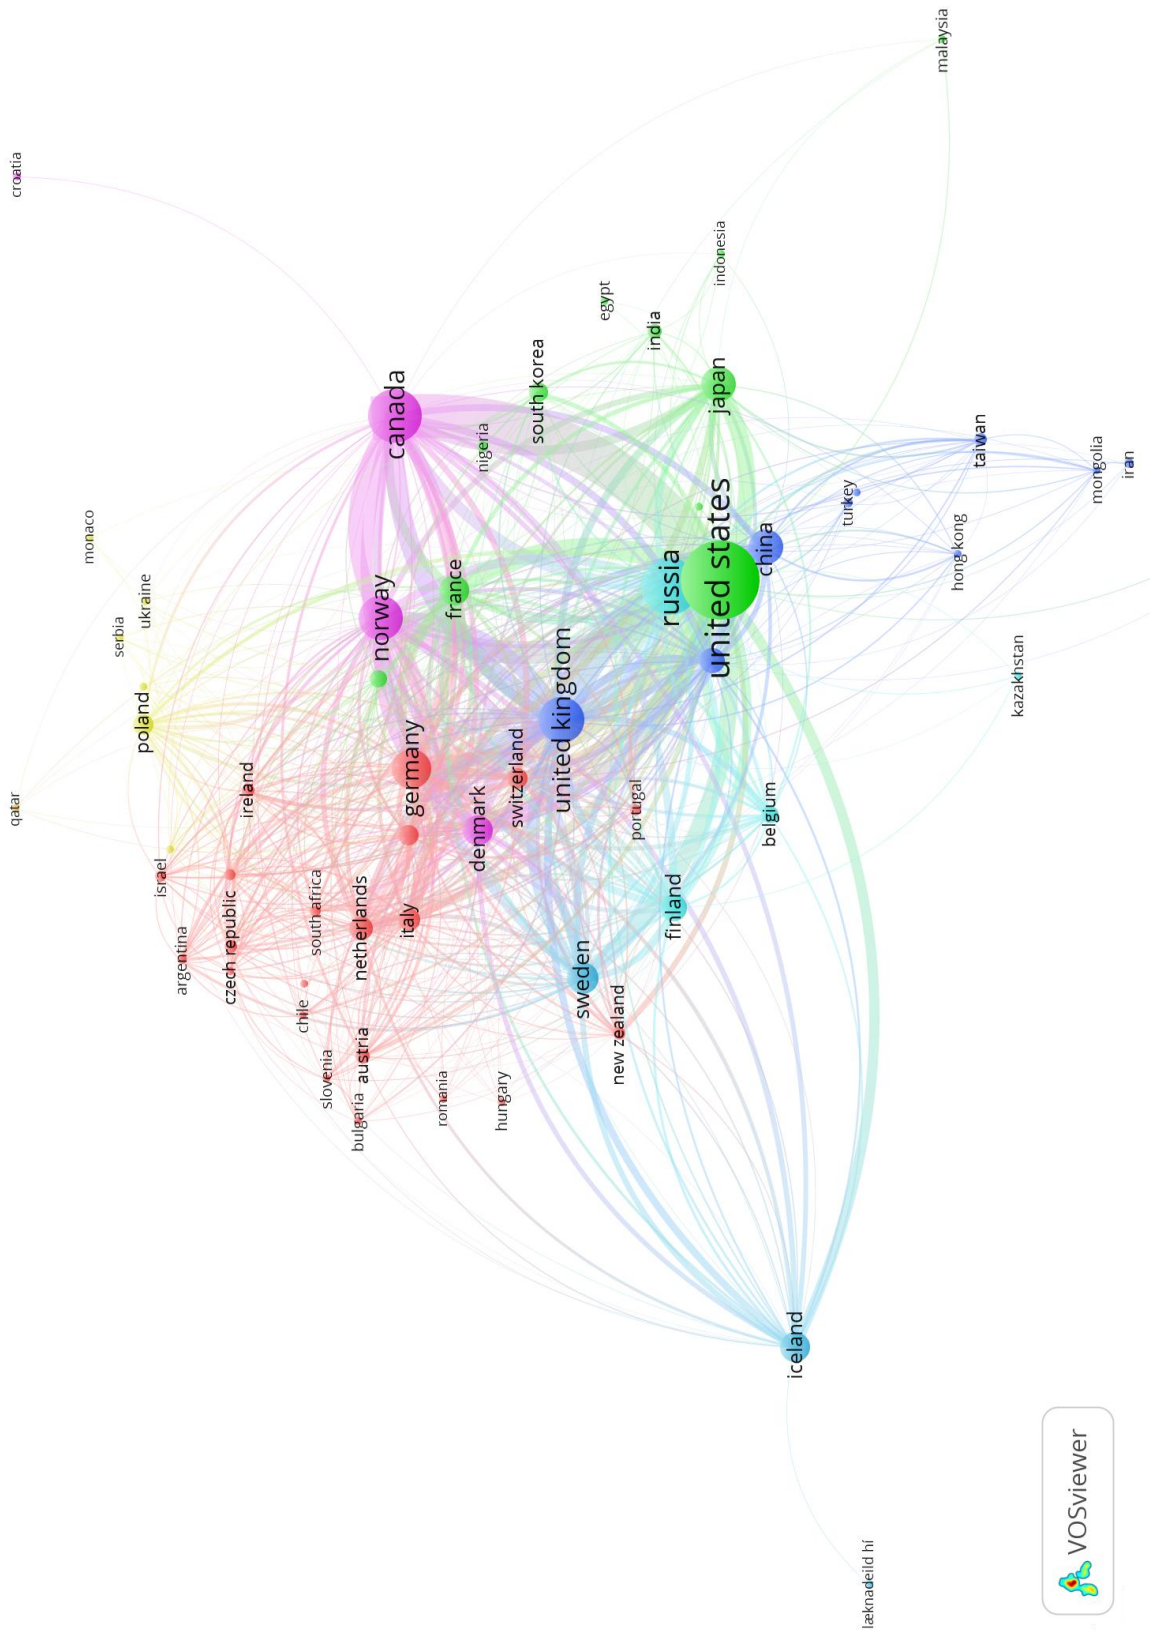 croatia
malaysia
indonesia
egypt
india
south korea
japan
canada
nigeria
taiwan
mongolia
iran
turkey
hong kong
china
united states
russia
monaco
ukraine
serbia
poland
norway
france
united kingdom
kazakhstan
germany
switzerland
denmark
portugal
belgium
qatar
ireland
israel
argentina
czech republic
south africa
netherlands
italy
finland
sweden
new zealand
chile
slovenia
austria
bulgaria
romania
hungary
iceland
læknadeild hí
VOSviewer